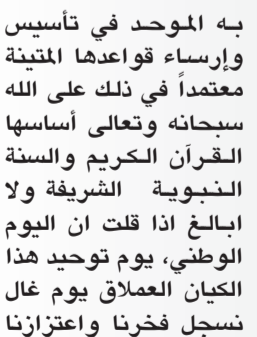 به الموحد في تأسيس
وإرساء قواعدها المتينة
معتمداً في ذلك على الله
سبحانه وتعالى أساسها
القرآن الكريم والسنة
النبوية الشريفة ولا
ابالغ اذا قلت ان اليوم
الوطني، يوم توحيد هذا
الكيان العملاق يوم غال
نسجل فخرنا واعتزازنا